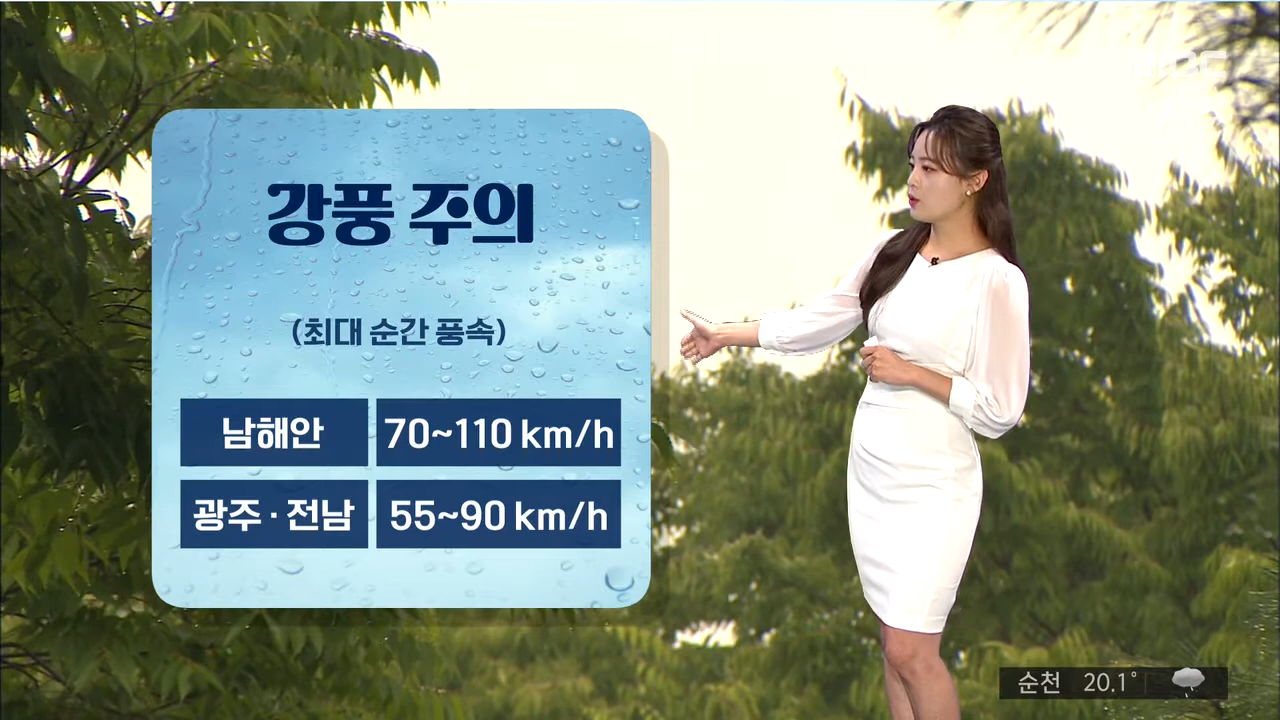 MBC
강풍 주의
(최대 순간 풍속)
남해안 70~110 km/h
광주·전남 55~90 km/h
순천 20.1°